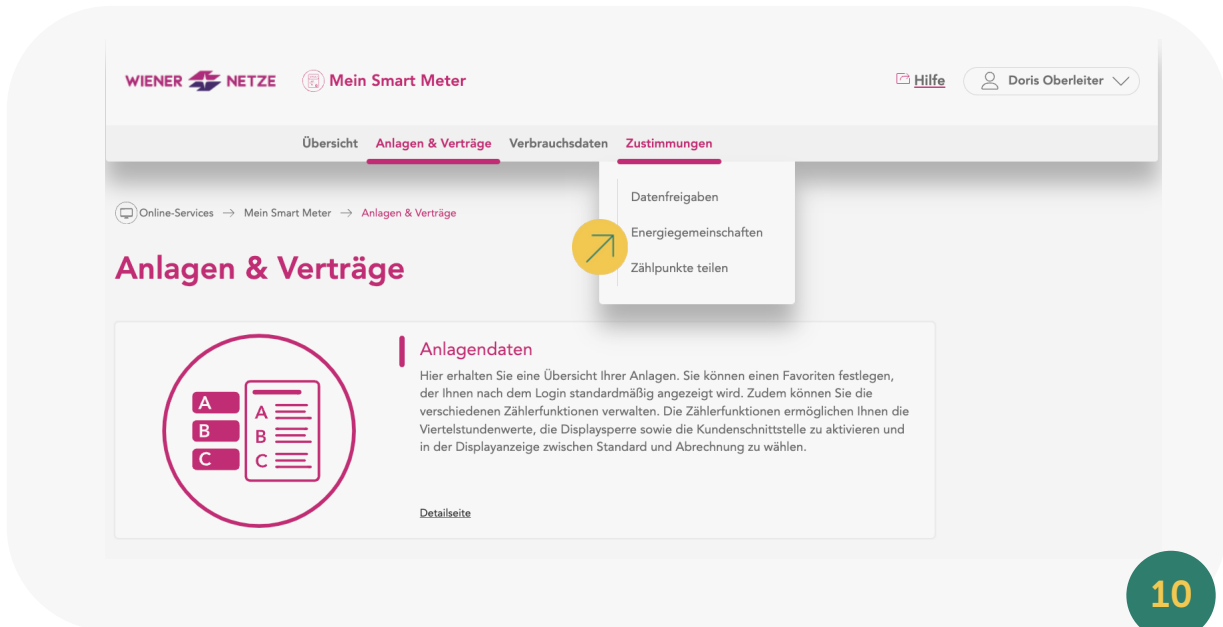 WIENER NETZE
Mein Smart Meter
Hilfe
Doris Oberleiter
Übersicht Anlagen & Verträge Verbrauchsdaten Zustimmungen
Datenfreigaben
Energiegemeinschaften
Zählpunkte teilen
Online-Services → Mein Smart Meter → Anlagen & Verträge
Anlagen & Verträge
A
B
C
A
B
C
Anlagendaten
Hier erhalten Sie eine Übersicht Ihrer Anlagen. Sie können einen Favoriten festlegen,
der Ihnen nach dem Login standardmäßig angezeigt wird. Zudem können Sie die
verschiedenen Zählerfunktionen verwalten. Die Zählerfunktionen ermöglichen Ihnen die
Viertelstundenwerte, die Displaysperre sowie die Kundenschnittstelle zu aktivieren und
in der Displayanzeige zwischen Standard und Abrechnung zu wählen.
Detailseite
10